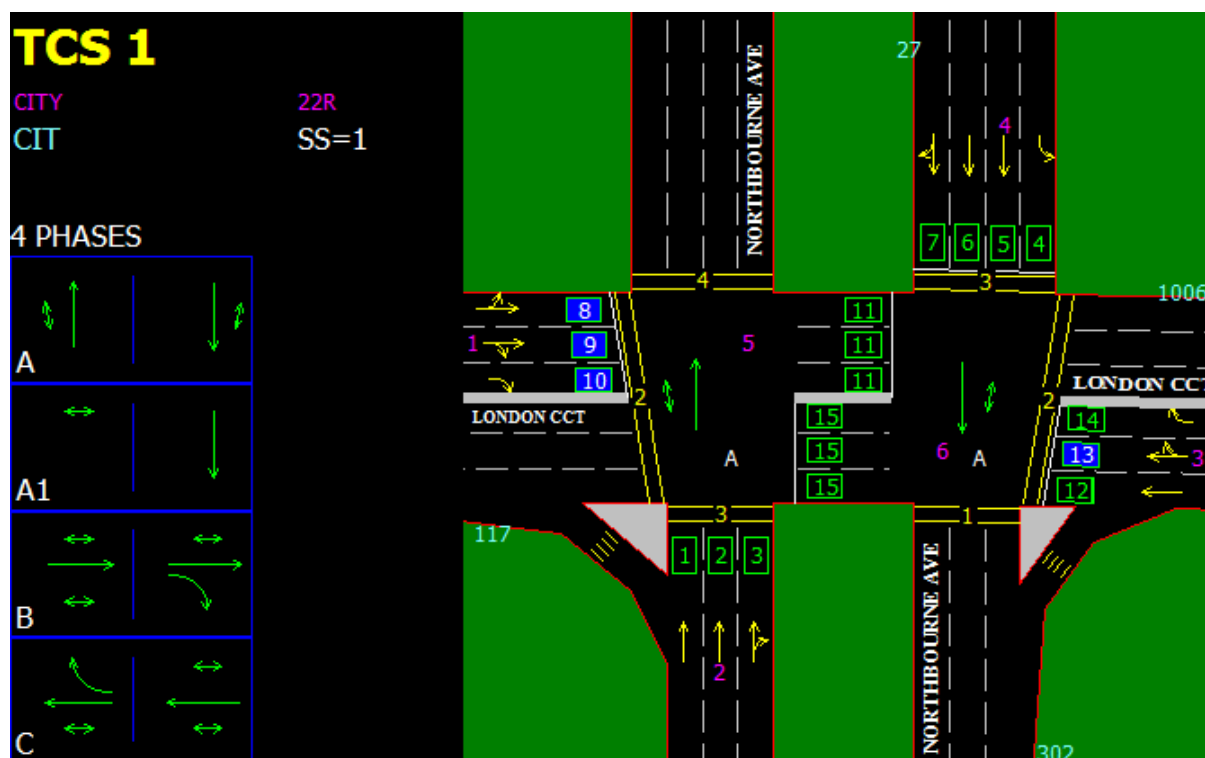 TCS 1
CITY 22R
CIT SS=1
4 PHASES
A
A1
B
C
NORTHBOURNE AVE
27
4
7 6 5 4
4
3
1006
8
11
1
9
5
11
10
11
2
LONDON CCT
LONDON CCT
2
15
14
15
A
6
A
13
3
15
12
3
1
117
1 2 3
2
NORTHBOURNE AVE
302